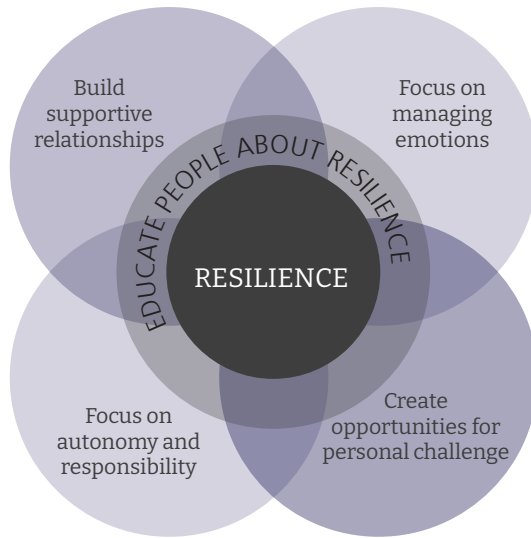 Build
supportive
relationships
Focus on
managing
emotions
EDUCATE PEOPLE ABOUT RESILIENCE
RESILIENCE
Focus on
autonomy and
responsibility
Create
opportunities for
personal challenge